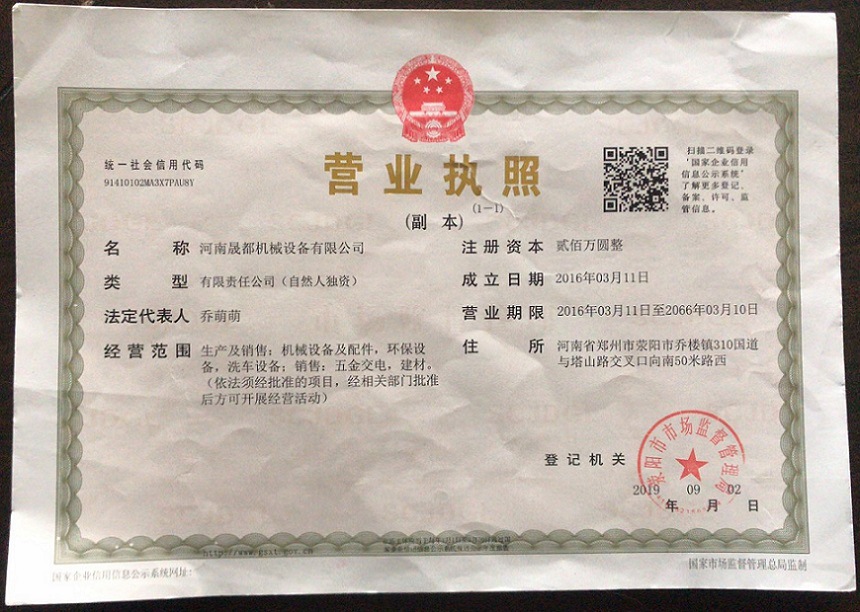 统一社会信用代码
91410102MA3X7PAU8Y
营业执照
(副 本)
(1-1)
扫描二维码登录
'国家企业信用
信息公示系统'
了解更多登记、
备案、许可、监
管信息。
名 称 河南晟都机械设备有限公司
类 型 有限责任公司（自然人独资）
法定代表人 乔萌萌
经营范围 生产及销售：机械设备及配件，环保设
备，洗车设备；销售：五金交电，建材。
（依法须经批准的项目，经相关部门批准
后方可开展经营活动）
注册资本 贰佰万圆整
成立日期 2016年03月11日
营业期限 2016年03月11日至2066年03月10日
住 所 河南省郑州市荥阳市乔楼镇310国道
与塔山路交叉口向南50米路西
登记机关
荥阳市市场监督管理局
2019 09 02
年 月 日
国家企业信用信息公示系统网址:
http://www.gsxt.gov.cn
国家市场监督管理总局监制